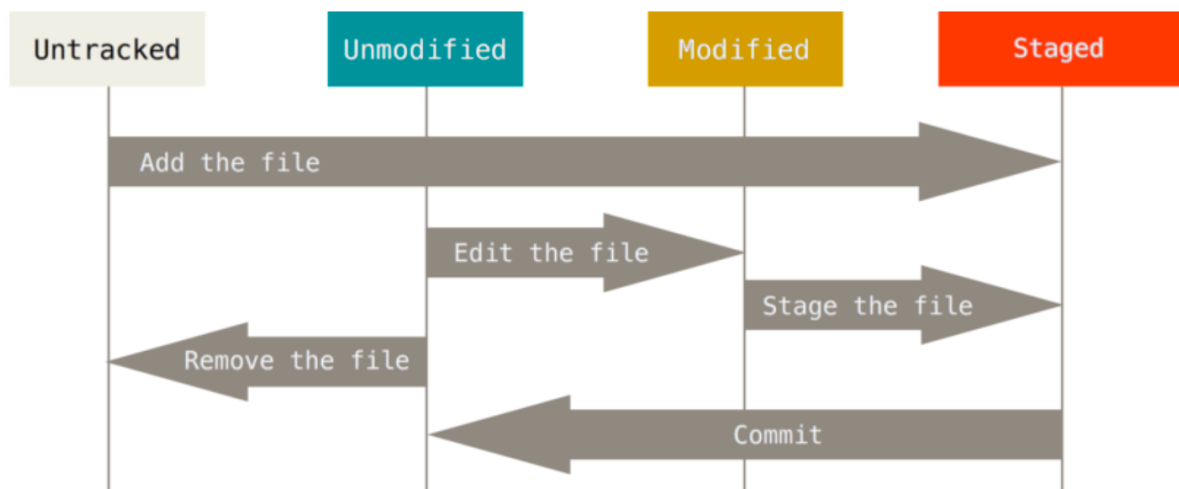 Untracked
Unmodified
Modified
Staged
Add the file
Edit the file
Stage the file
Remove the file
Commit